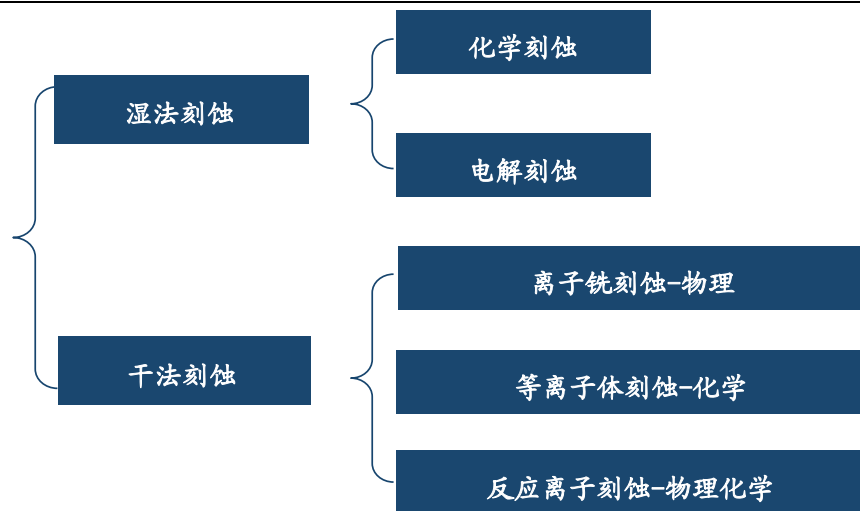 化学刻蚀
湿法刻蚀
电解刻蚀
离子铣刻蚀-物理
干法刻蚀
等离子体刻蚀-化学
反应离子刻蚀-物理化学